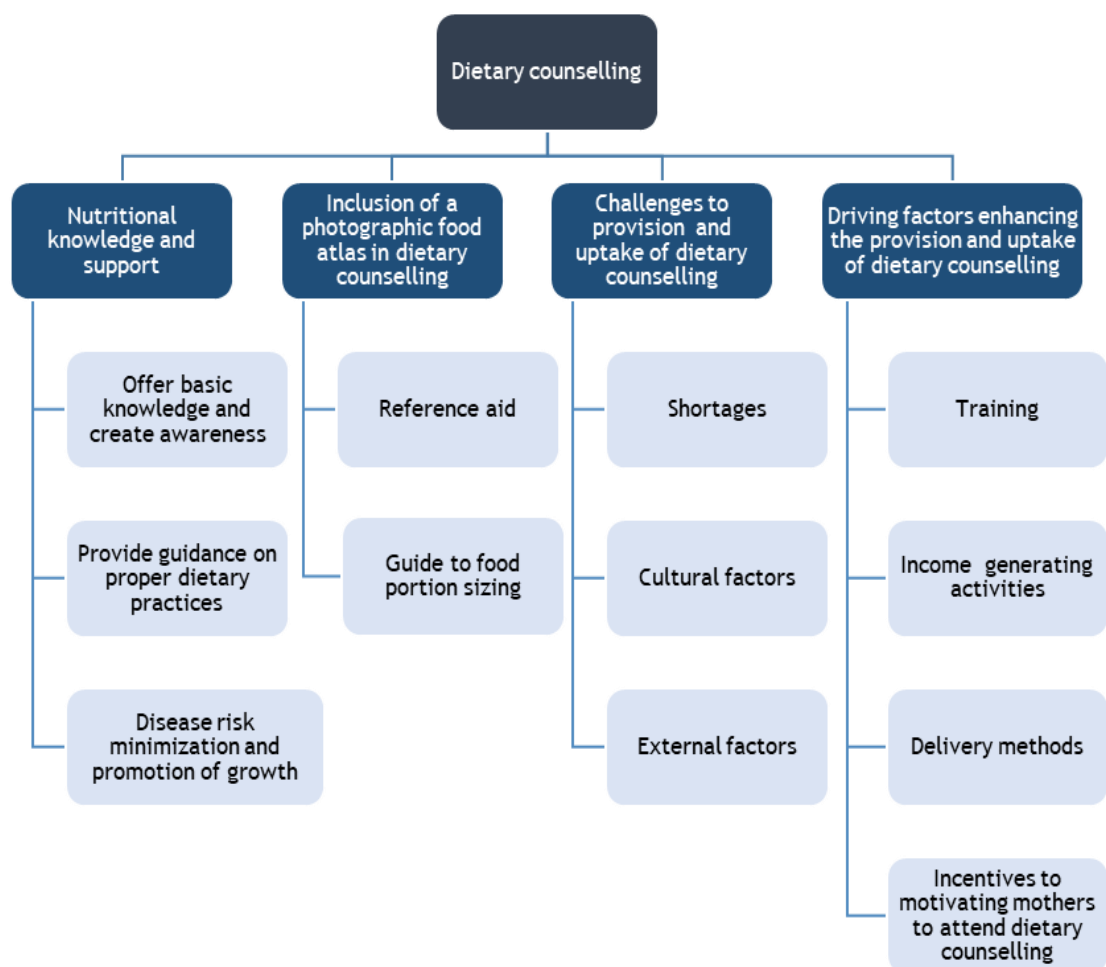 Dietary counselling
Nutritional
knowledge and
support
Inclusion of a
photographic food
atlas in dietary
counselling
Challenges to
provision and
uptake of dietary
counselling
Driving factors enhancing
the provision and uptake
of dietary counselling
Offer basic
knowledge and
create awareness
Reference aid
Shortages
Training
Provide guidance on
proper dietary
practices
Guide to food
portion sizing
Cultural factors
Income generating
activities
Disease risk
minimization and
promotion of growth
External factors
Delivery methods
Incentives to
motivating mothers
to attend dietary
counselling